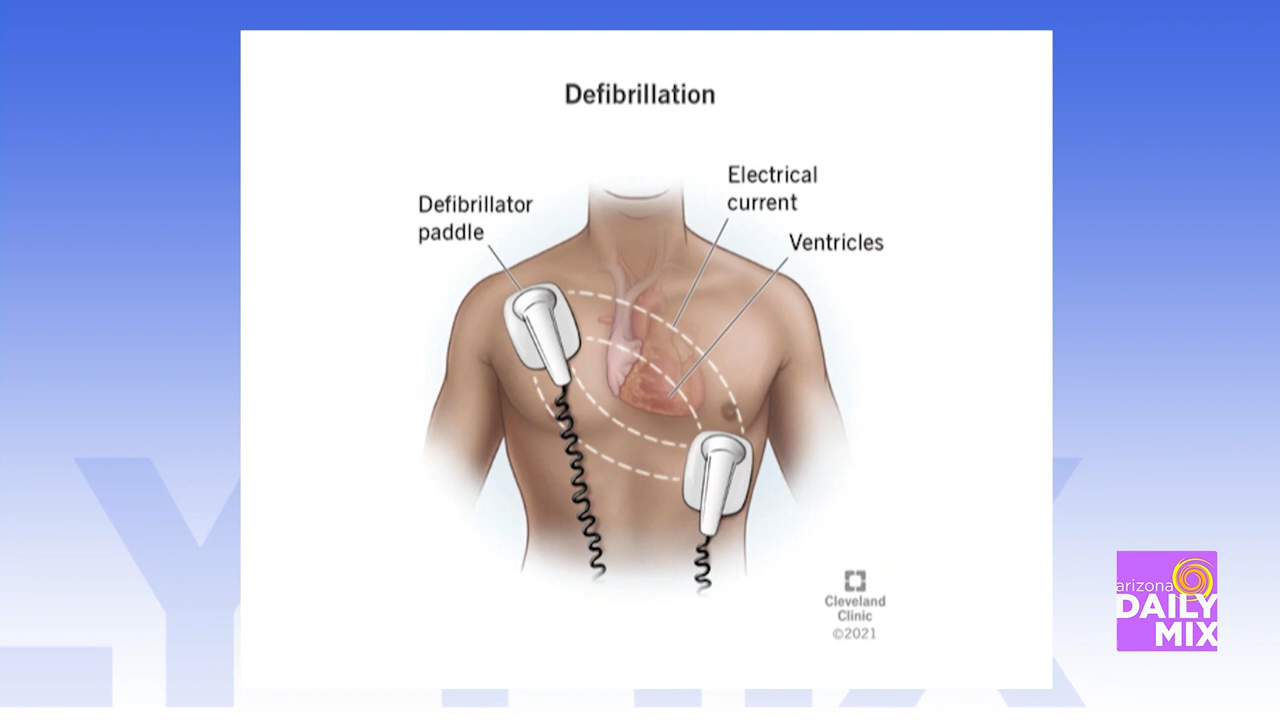 Defibrillation
Defibrillator
paddle
Electrical
current
Ventricles
Cleveland
Clinic
©2021
arizona
DAILY
MIX